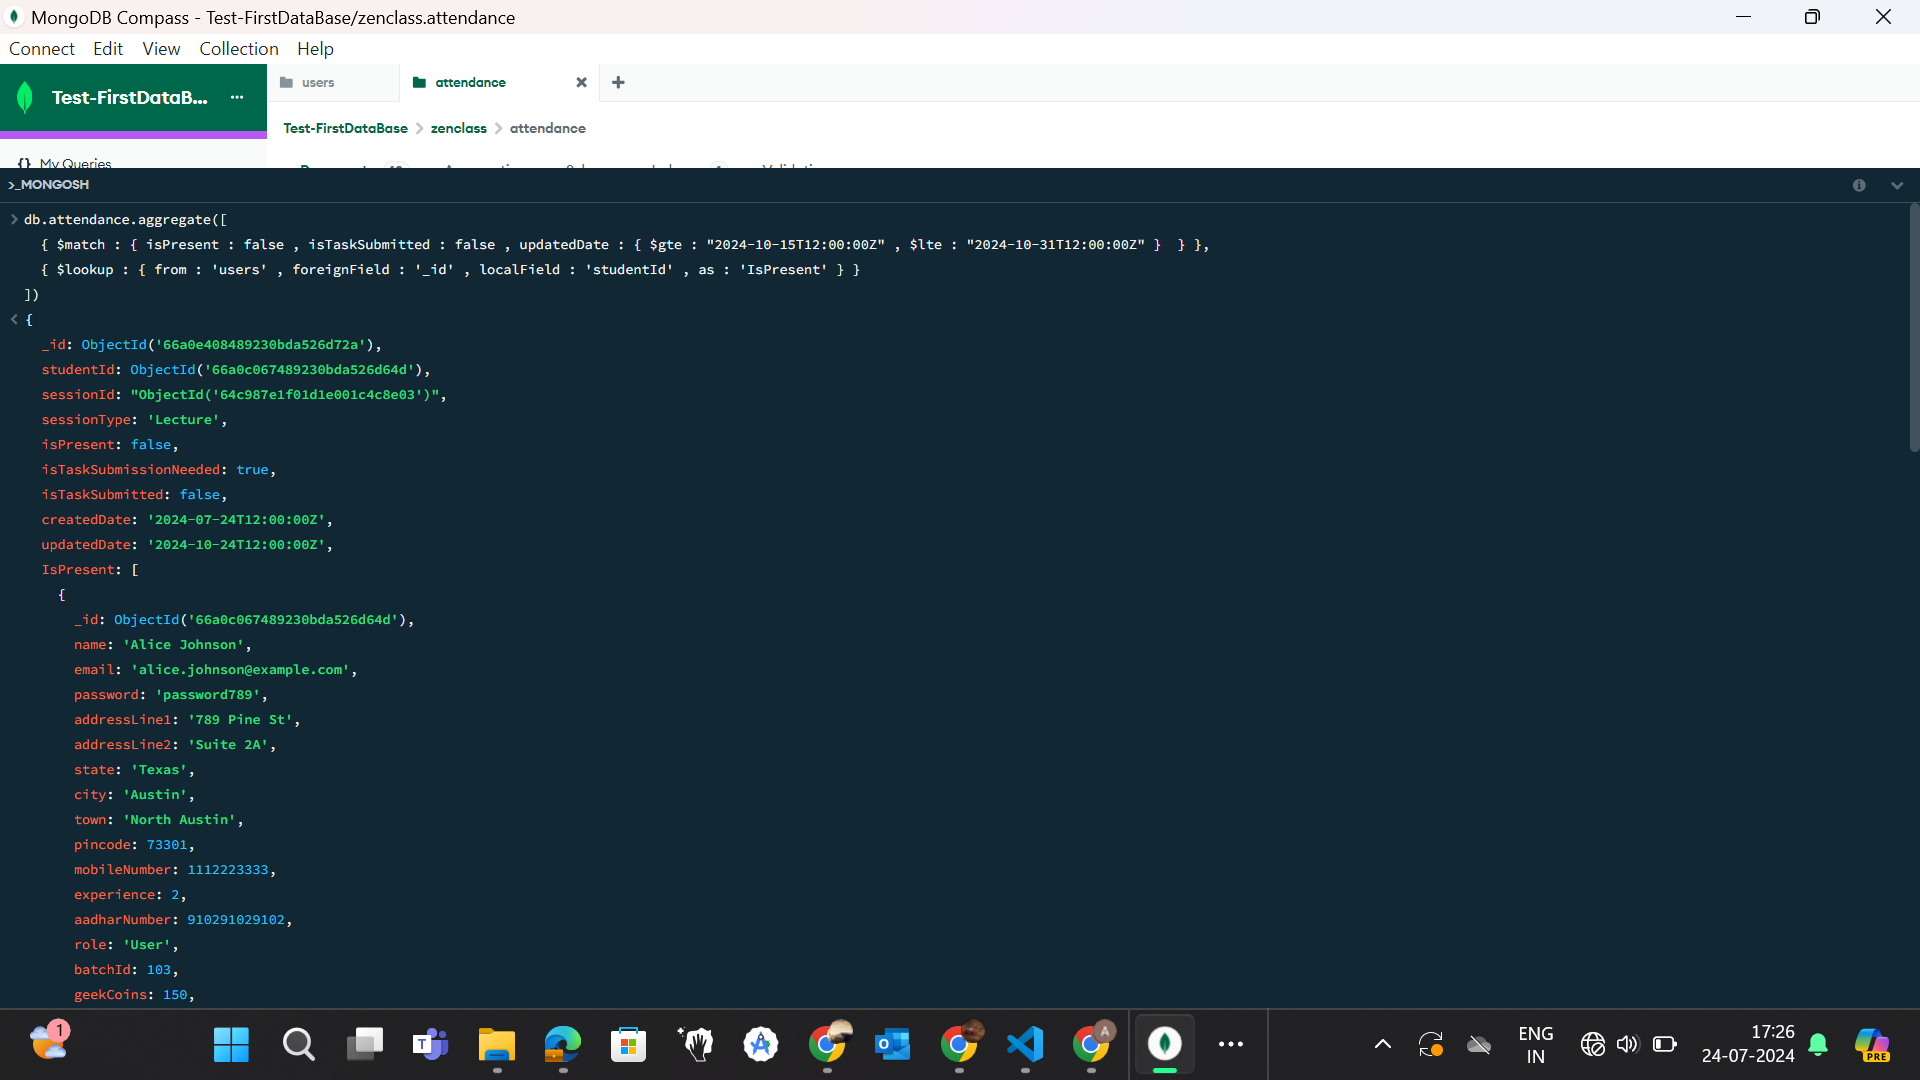 MongoDB Compass - Test-FirstDataBase/zenclass.attendance
Connect Edit View Collection Help
Test-FirstDataB... ...
users
attendance
Test-FirstDataBase > zenclass > attendance
{} My Queries
>_MONGOSH
> db.attendance.aggregate([
{ $match : { isPresent : false , isTaskSubmitted : false , updatedDate : { $gte : "2024-10-15T12:00:00Z" , $lte : "2024-10-31T12:00:00Z" } } },
{ $lookup : { from : 'users' , foreignField : '_id' , localField : 'studentId' , as : 'IsPresent' } }
])
< {
_id: ObjectId('66a0e408489230bda526d72a'),
studentId: ObjectId('66a0c067489230bda526d64d'),
sessionId: "ObjectId('64c987e1f01d1e001c4c8e03')",
sessionType: 'Lecture',
isPresent: false,
isTaskSubmissionNeeded: true,
isTaskSubmitted: false,
createdDate: '2024-07-24T12:00:00Z',
updatedDate: '2024-10-24T12:00:00Z',
IsPresent: [
{
_id: ObjectId('66a0c067489230bda526d64d'),
name: 'Alice Johnson',
email: 'alice.johnson@example.com',
password: 'password789',
addressLine1: '789 Pine St',
addressLine2: 'Suite 2A',
state: 'Texas',
city: 'Austin',
town: 'North Austin',
pincode: 73301,
mobileNumber: 1112223333,
experience: 2,
aadharNumber: 910291029102,
role: 'User',
batchId: 103,
geekCoins: 150,
1
A
ENG
IN
17:26
24-07-2024
PRE